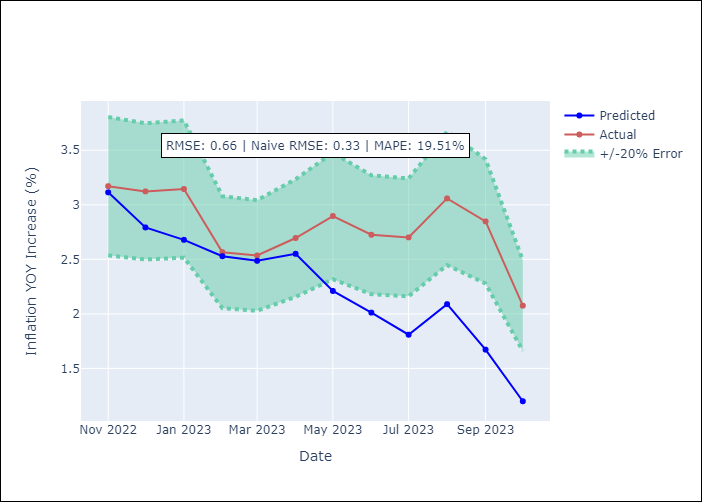 RMSE: 0.66 | Naive RMSE: 0.33 | MAPE: 19.51%
Predicted
Actual
+/-20% Error
Inflation YOY Increase (%)
3.5
3
2.5
2
1.5
Nov 2022
Jan 2023
Mar 2023
May 2023
Jul 2023
Sep 2023
Date